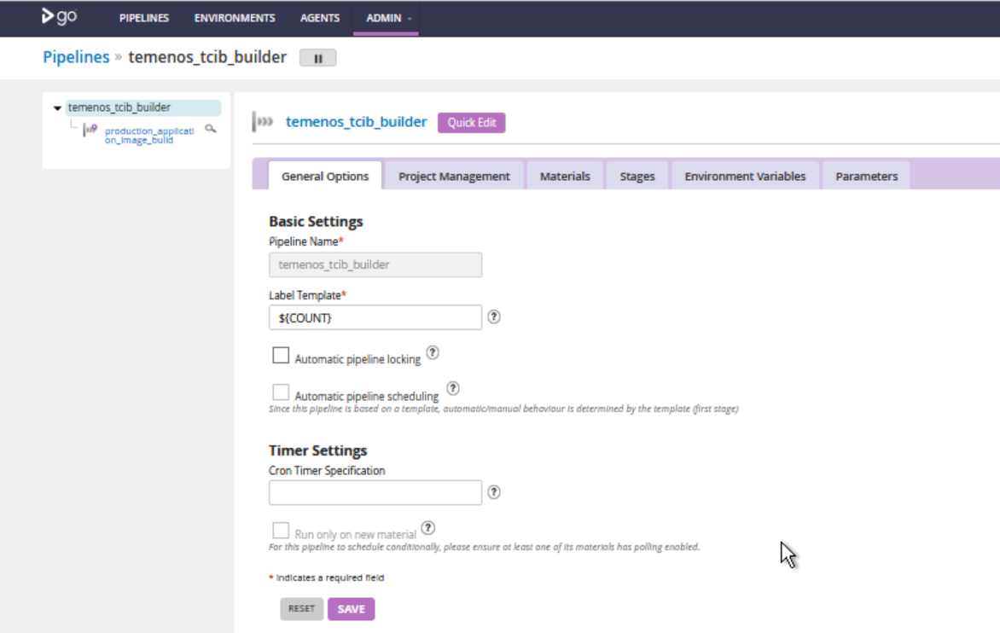 go PIPELINES ENVIRONMENTS AGENTS ADMIN
Pipelines » temenos_tcib_builder
temenos_tcib_builder
production_applicati
on_image_build
temenos_tcib_builder Quick Edit
General Options Project Management Materials Stages Environment Variables Parameters
Basic Settings
Pipeline Name*
temenos_tcib_builder
Label Template*
${COUNT} ?
Automatic pipeline locking ?
Automatic pipeline scheduling ?
Since this pipeline is based on a template, automatic/manual behaviour is determined by the template (first stage)
Timer Settings
Cron Timer Specification
?
Run only on new material ?
For this pipeline to schedule conditionally, please ensure at least one of its materials has polling enabled.
* indicates a required field
RESET SAVE